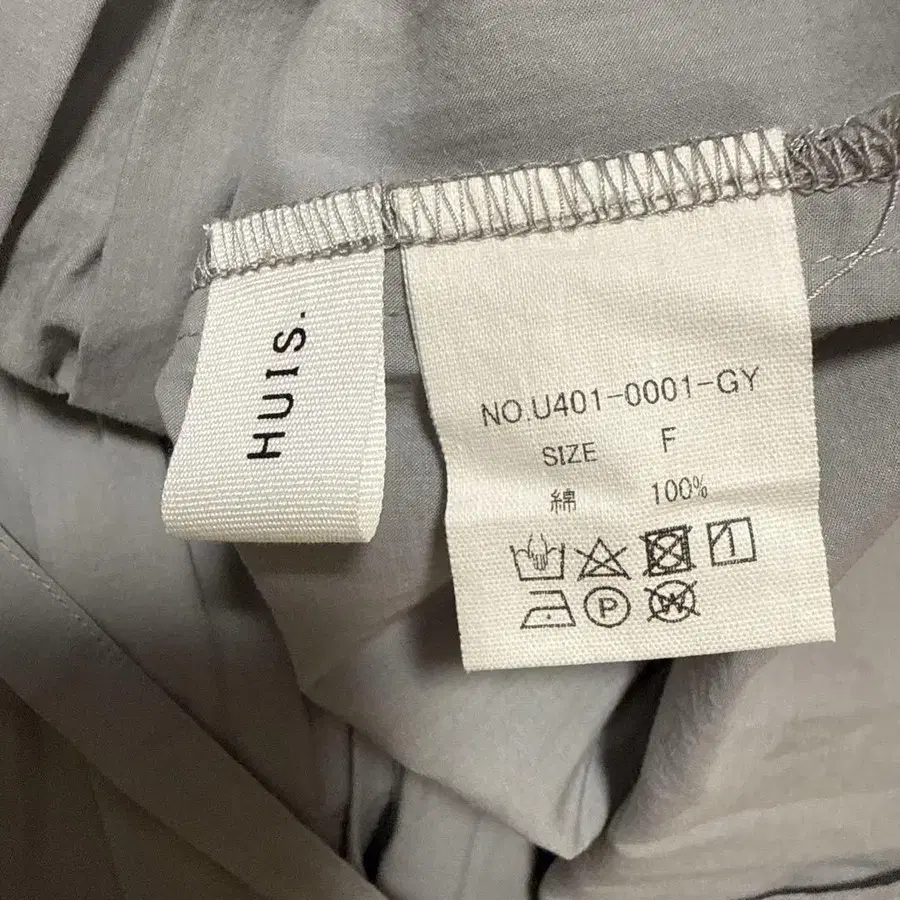 HUIS.
NO.U401-0001-GY
SIZE F
綿 100%
P
W